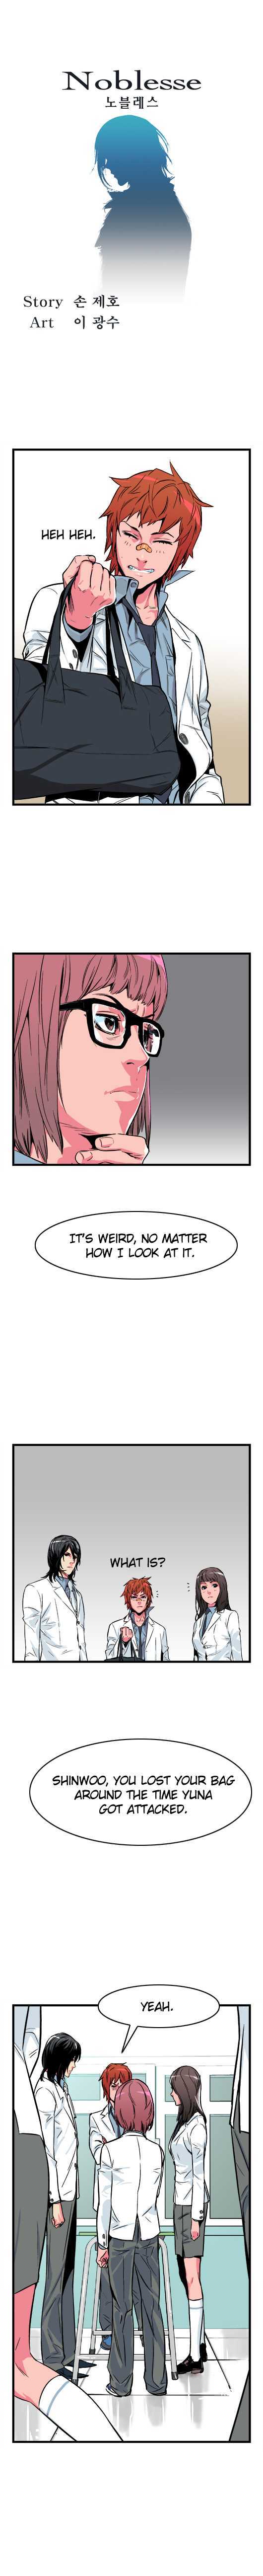 Noblesse
노블레스
Story 손 제호
Art 이 광수
HEH HEH.
IT'S WEIRD, NO MATTER
HOW I LOOK AT IT.
WHAT IS?
SHINWOO, YOU LOST YOUR BAG
AROUND THE TIME YUNA
GOT ATTACKED.
YEAH.